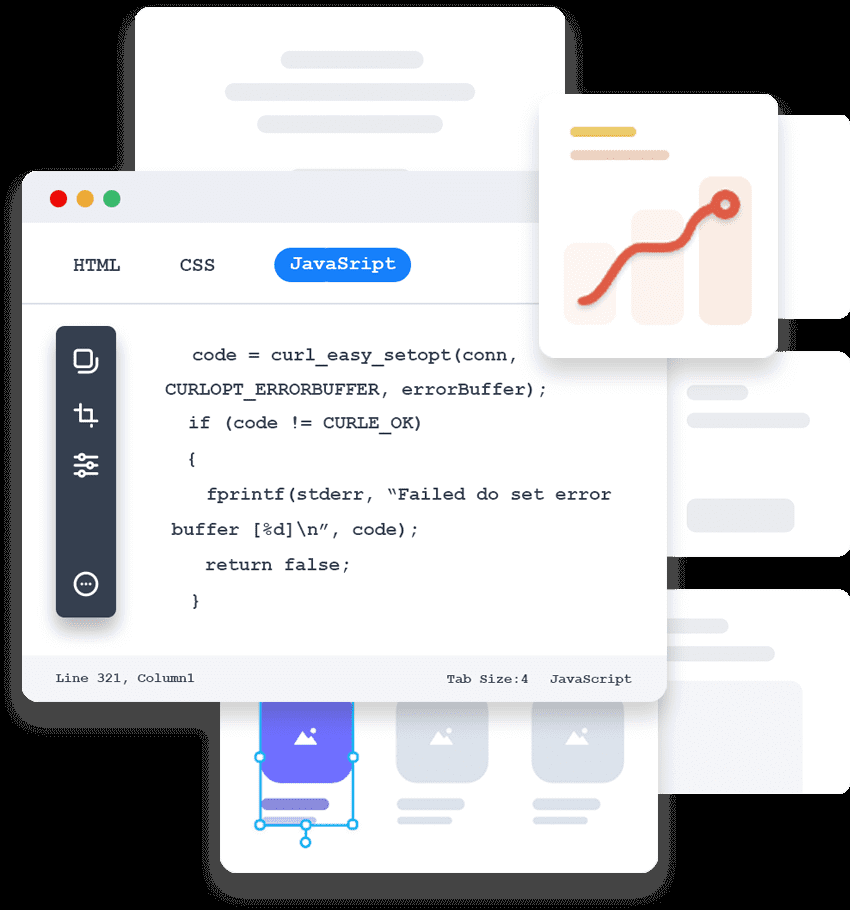 HTML CSS JavaSript
code = curl_easy_setopt(conn,
CURLOPT_ERRORBUFFER, errorBuffer);
if (code != CURLE_OK)
{
fprintf(stderr, “Failed do set error
buffer [%d]\n”, code);
return false;
}
Line 321, Column1 Tab Size:4 JavaScript